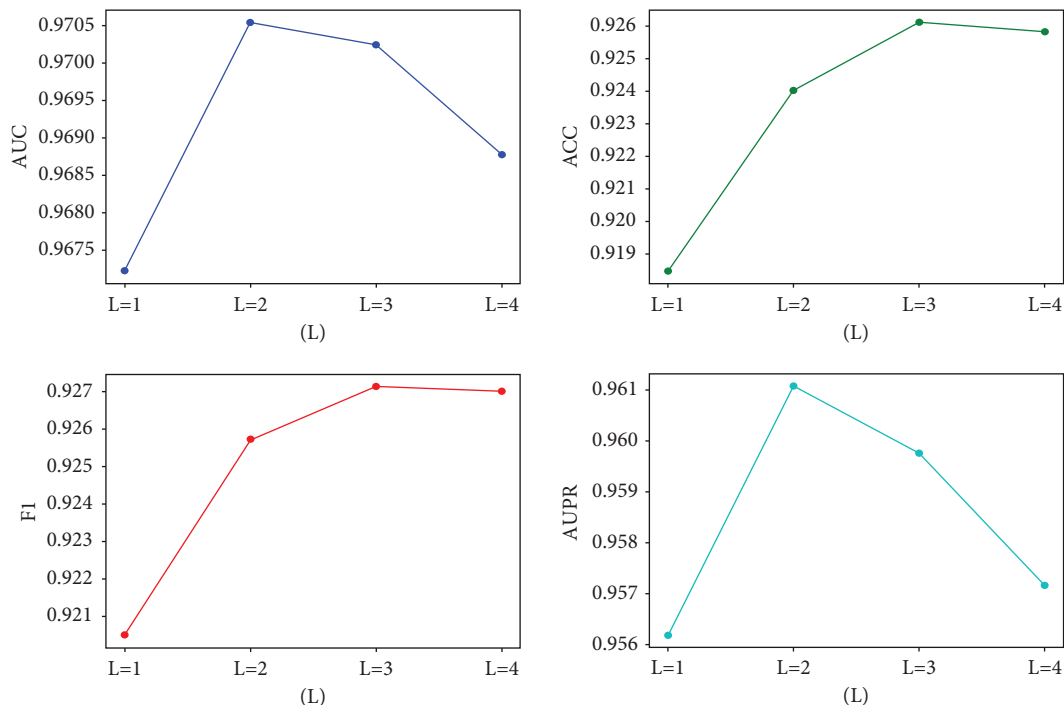 AUC
0.9705
0.9700
0.9695
0.9690
0.9685
0.9680
0.9675
L=1 L=2 L=3 L=4
(L)
ACC
0.926
0.925
0.924
0.923
0.922
0.921
0.920
0.919
L=1 L=2 L=3 L=4
(L)
F1
0.927
0.926
0.925
0.924
0.923
0.922
0.921
L=1 L=2 L=3 L=4
(L)
AUPR
0.961
0.960
0.959
0.958
0.957
0.956
L=1 L=2 L=3 L=4
(L)